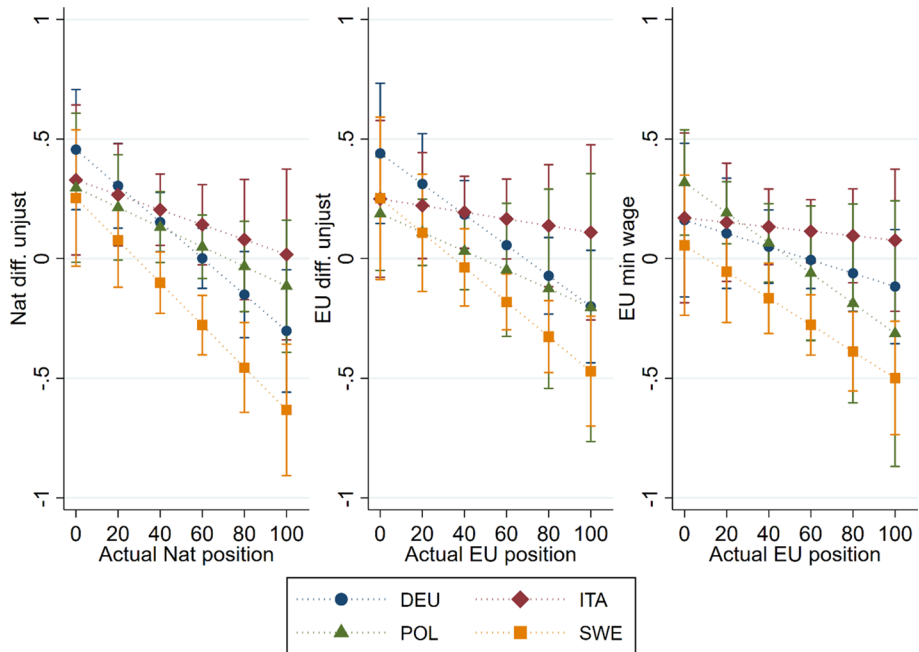 Nat diff. unjust
1
.5
0
-.5
-1
0 20 40 60 80 100
Actual Nat position
EU diff. unjust
1
.5
0
-.5
-1
0 20 40 60 80 100
Actual EU position
EU min wage
1
.5
0
-.5
-1
0 20 40 60 80 100
Actual EU position
DEU ITA
POL SWE